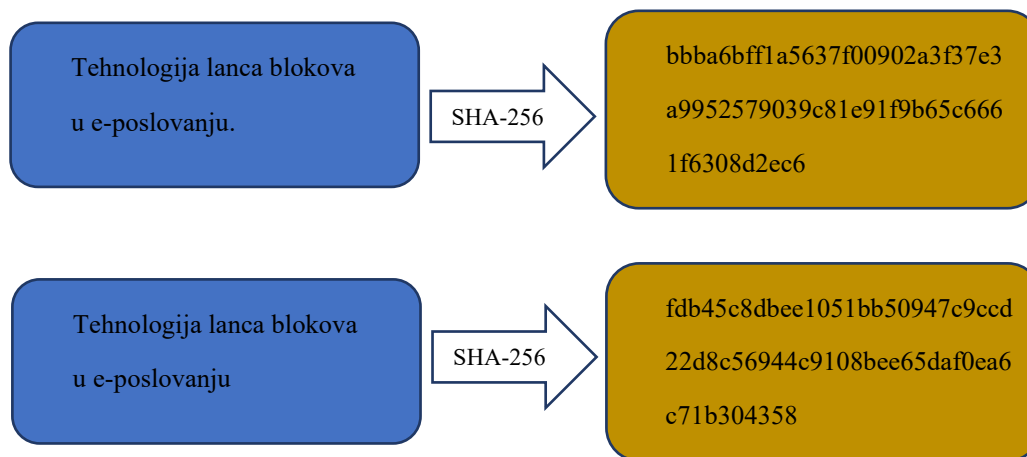 Tehnologija lanca blokova
u e-poslovanju.
SHA-256
bbba6bff1a5637f00902a3f37e3
a9952579039c81e91f9b65c666
1f6308d2ec6
Tehnologija lanca blokova
u e-poslovanju
SHA-256
fdb45c8dbee1051bb50947c9ccd
22d8c56944c9108bee65daf0ea6
c71b304358